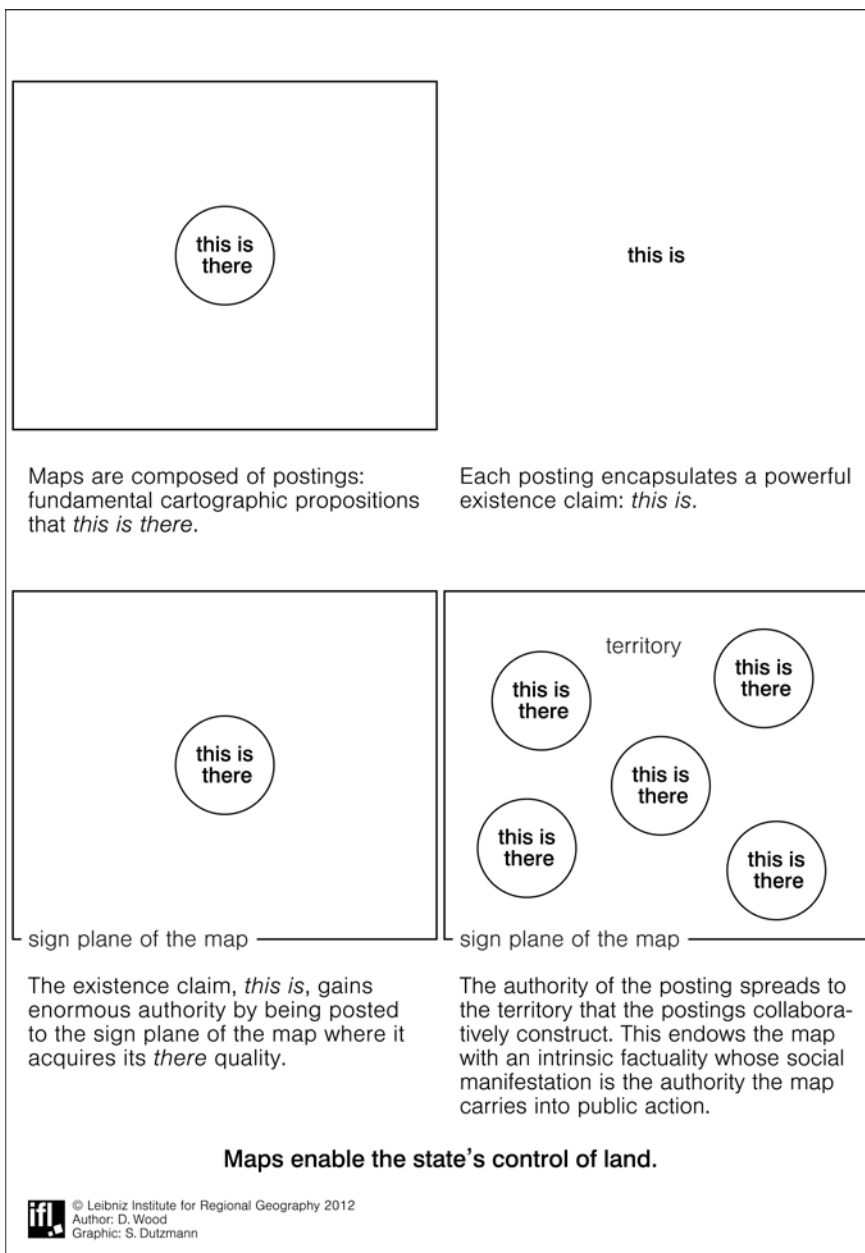 this is
there
this is
Maps are composed of postings:
fundamental cartographic propositions
that this is there.
Each posting encapsulates a powerful
existence claim: this is.
this is
there
sign plane of the map
territory
this is
there
this is
there
this is
there
this is
there
this is
there
sign plane of the map
The existence claim, this is, gains
enormous authority by being posted
to the sign plane of the map where it
acquires its there quality.
The authority of the posting spreads to
the territory that the postings collabora-
tively construct. This endows the map
with an intrinsic factuality whose social
manifestation is the authority the map
carries into public action.
Maps enable the state's control of land.
ifl
© Leibniz Institute for Regional Geography 2012
Author: D. Wood
Graphic: S. Dutzmann